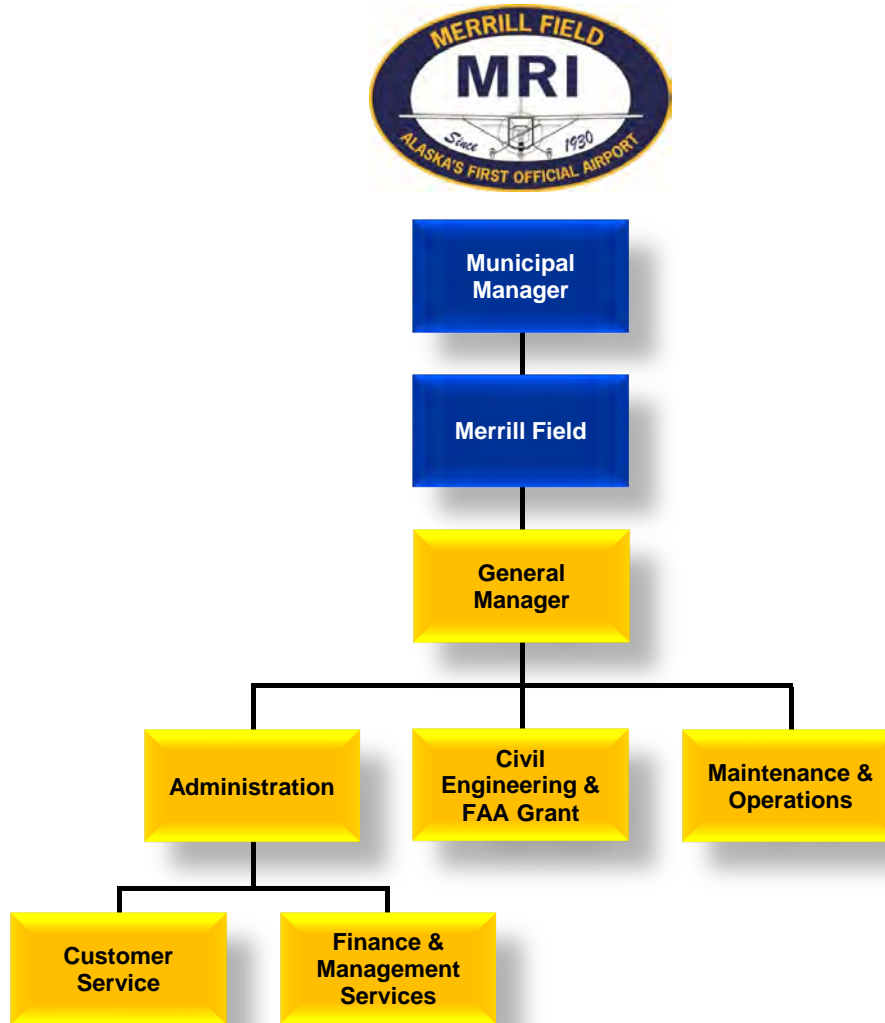 MERRILL FIELD
MRI
Since 1930
ALASKA'S FIRST OFFICIAL AIRPORT
Municipal
Manager
Merrill Field
General
Manager
Administration
Civil
Engineering &
FAA Grant
Maintenance &
Operations
Customer
Service
Finance &
Management
Services